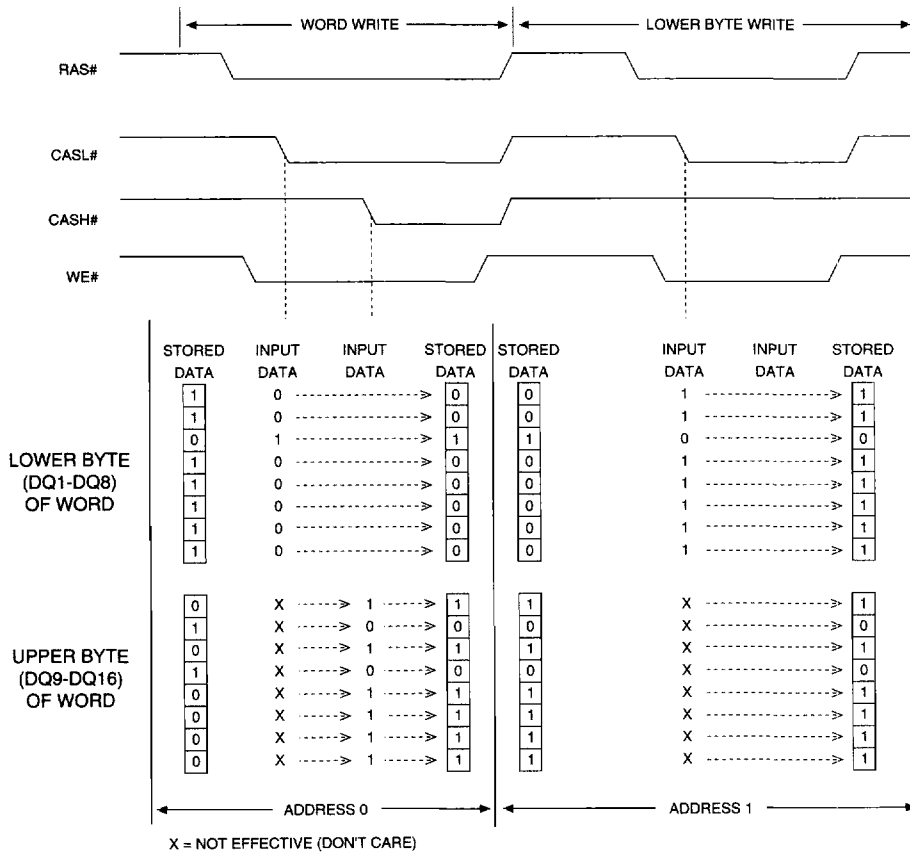 WORD WRITE LOWER BYTE WRITE
RAS#
CASL#
CASH#
WE#
STORED INPUT INPUT STORED STORED INPUT INPUT STORED
DATA DATA DATA DATA DATA DATA DATA DATA
1 0 0 0 1 1
1 0 0 0 1 1
0 1 1 1 0 0
1 0 0 0 1 1
1 0 0 0 1 1
1 0 0 0 1 1
1 0 0 0 1 1
1 0 0 0 1 1
LOWER BYTE
(DQ1-DQ8)
OF WORD
0 X 1 1 1 X 1
1 X 0 0 0 X 0
0 X 1 1 1 X 1
1 X 0 0 0 X 0
0 X 1 1 1 X 1
0 X 1 1 1 X 1
0 X 1 1 1 X 1
0 X 1 1 1 X 1
UPPER BYTE
(DQ9-DQ16)
OF WORD
ADDRESS 0 ADDRESS 1
X = NOT EFFECTIVE (DON'T CARE)